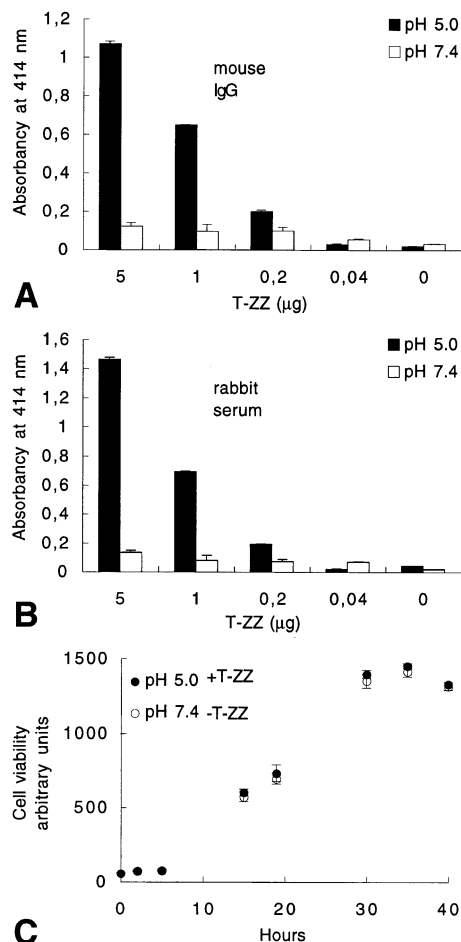 1,2
1
0,8
0,6
0,4
0,2
0
Absorbancy at 414 nm
mouse
IgG
pH 5.0
pH 7.4
5 1 0,2 0,04 0
T-ZZ (µg)
A
1,6
1,4
1,2
1
0,8
0,6
0,4
0,2
0
Absorbancy at 414 nm
rabbit
serum
pH 5.0
pH 7.4
5 1 0,2 0,04 0
T-ZZ (µg)
B
1500
1000
500
0
Cell viability
arbitrary units
pH 5.0 +T-ZZ
pH 7.4 -T-ZZ
0 10 20 30 40
Hours
C